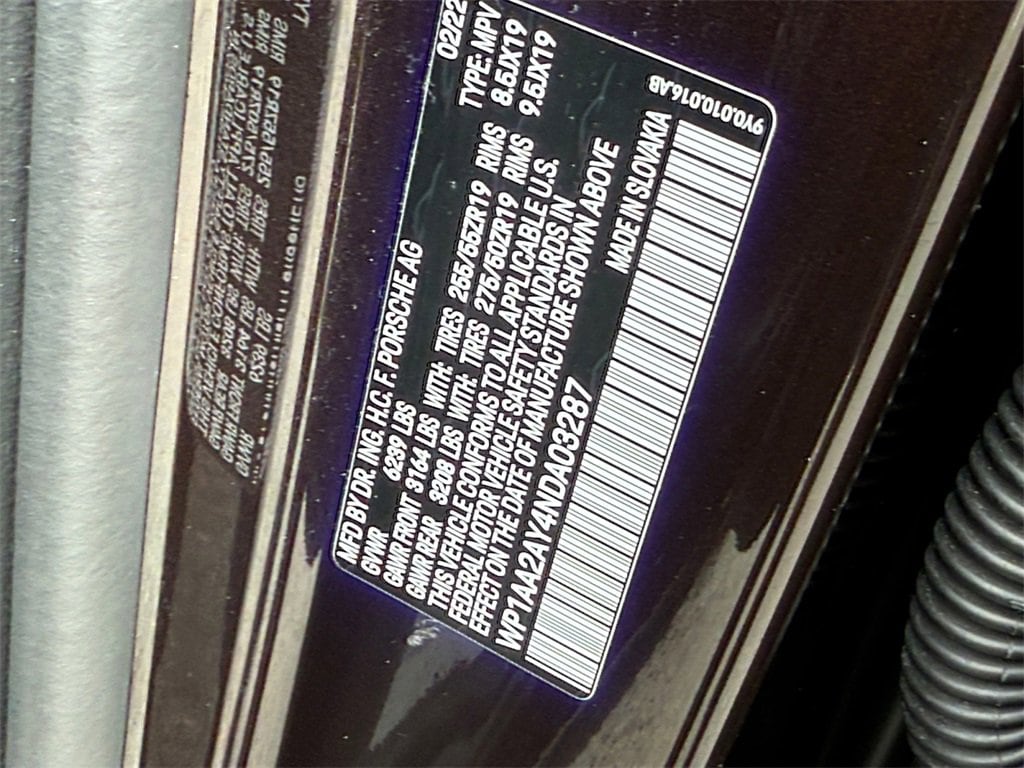 MFD BY DR. ING. H.C. F. PORSCHE AG 02/22
GVWR 6239 LBS TYPE: MPV
GAWR FRONT 3164 LBS WITH: TIRES 255/55ZR19 RIMS 8.5JX19
GAWR REAR 3208 LBS WITH: TIRES 275/50ZR19 RIMS 9.5JX19
THIS VEHICLE CONFORMS TO ALL APPLICABLE U.S.
FEDERAL MOTOR VEHICLE SAFETY STANDARDS IN
EFFECT ON THE DATE OF MANUFACTURE SHOWN ABOVE
WP1AA2AY4NDA03287 MADE IN SLOVAKIA
9Y0.010.016.AB